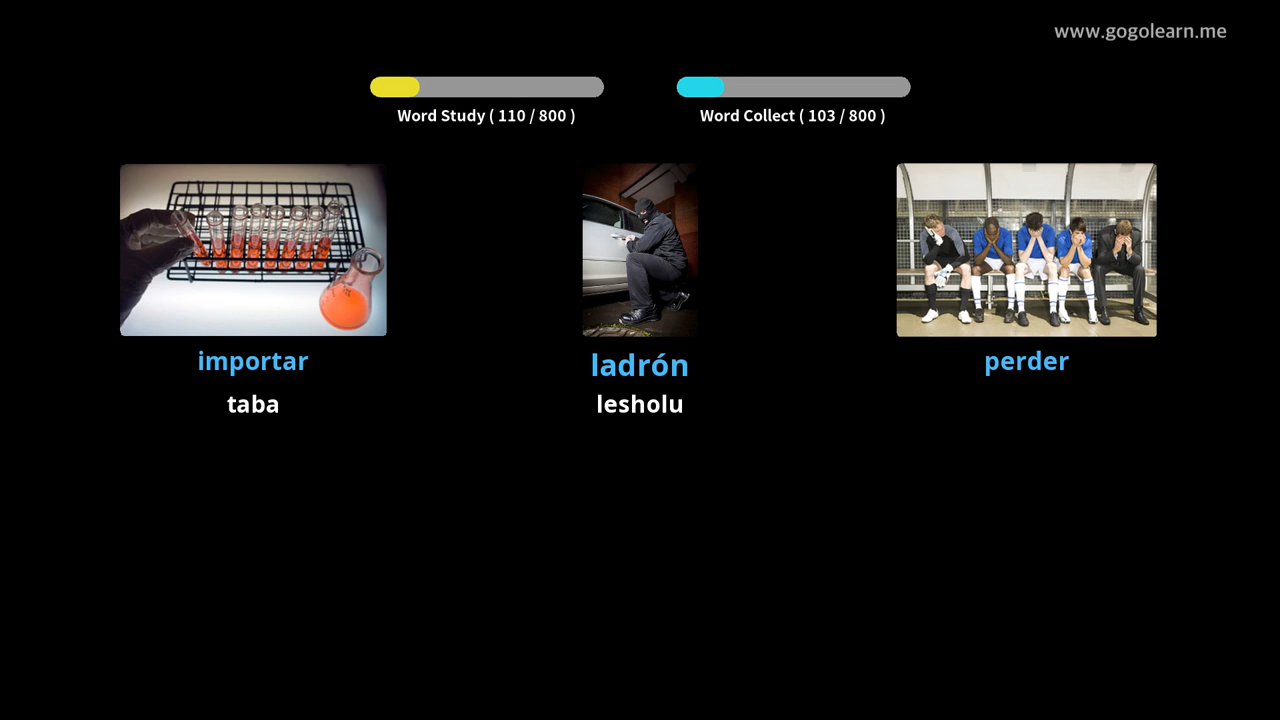 www.gogolearn.me
Word Study ( 110 / 800 )
Word Collect ( 103 / 800 )
importar
ladrón
perder
taba
lesholu